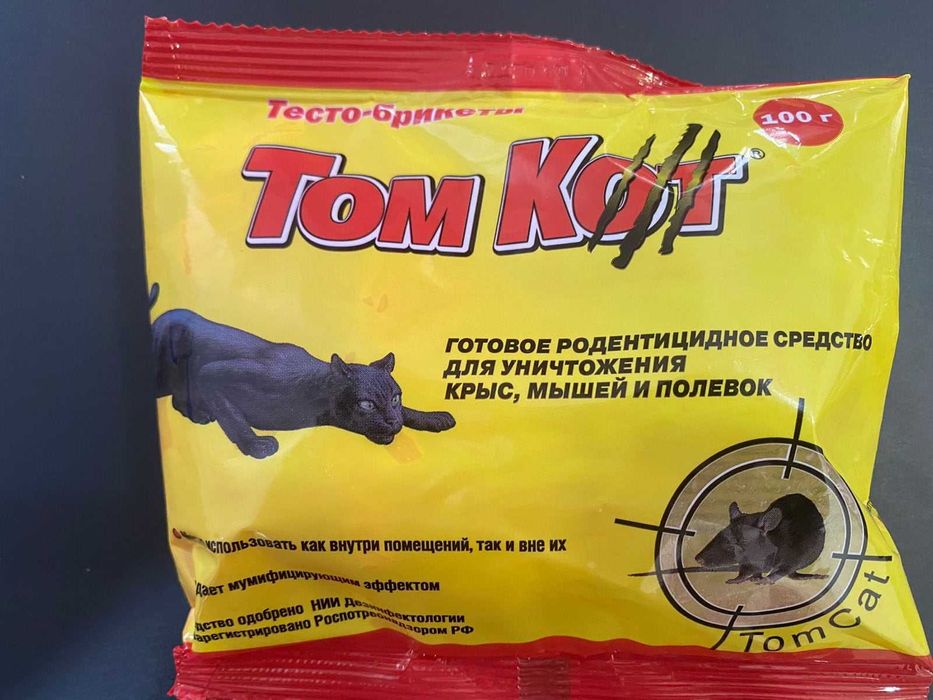 Тесто-брикеты
100 г
ТОМ КОТ®
ГОТОВОЕ РОДЕНТИЦИДНОЕ СРЕДСТВО
ДЛЯ УНИЧТОЖЕНИЯ
КРЫС, МЫШЕЙ И ПОЛЕВОК
использовать как внутри помещений, так и вне их
мумифицирующим эффектом
одобрено НИИ Дезинфектологии
Роспотребнадзором РФ
TomCat